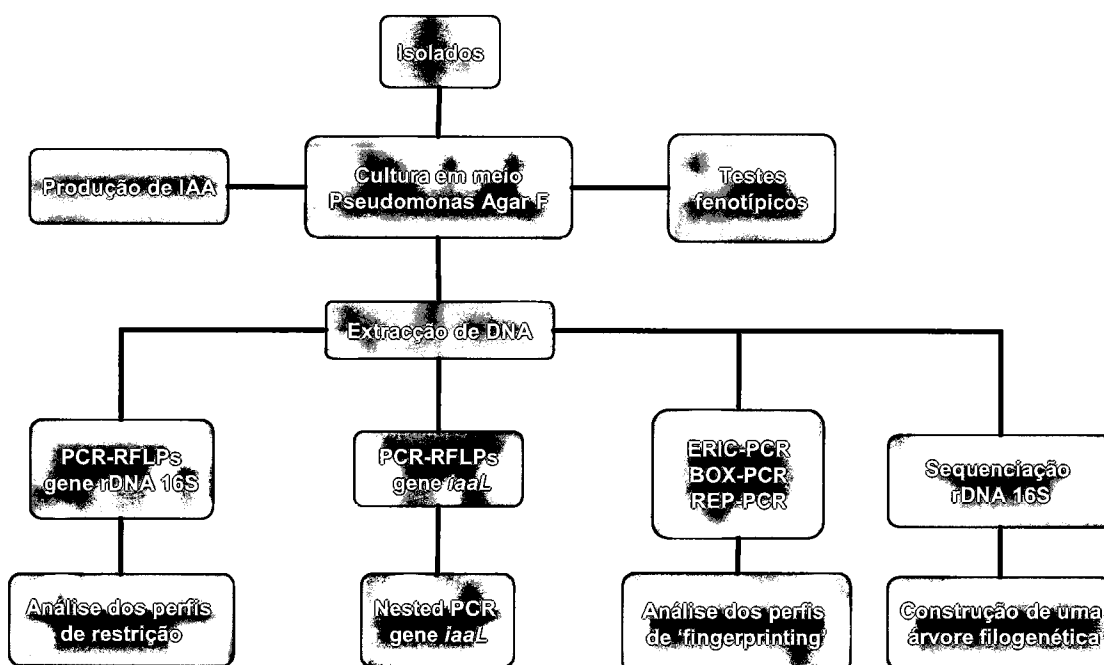 Isolados
Produção de IAA
Cultura em meio
Pseudomonas Agar F
Testes
fenotípicos
Extracção de DNA
PCR-RFLPs
gene rDNA 16S
PCR-RFLPs
gene iaaL
ERIC-PCR
BOX-PCR
REP-PCR
Sequenciação
rDNA 16S
Análise dos perfis
de restrição
Nested PCR
gene iaaL
Análise dos perfis
de ‘fingerprinting’
Construção de uma
árvore filogenética